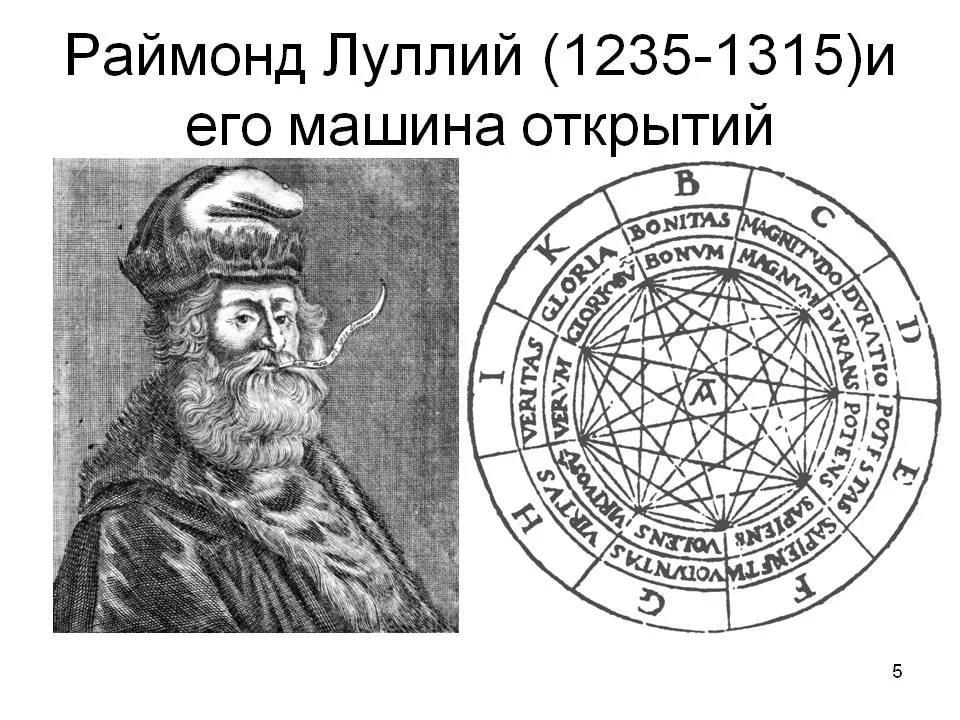 Раймонд Луллий (1235-1315)и
его машина открытий
B
C
D
E
F
G
H
I
K
BONITAS
MAGNITVDO
DVRATIO
POTESTAS
SAPIENTIA
VOLVNTAS
VIRTVS
VERITAS
GLORIA
BONVM
MAGNVM
DVRANS
POTENS
SAPIENS
VOLENS
VERVM
A
5